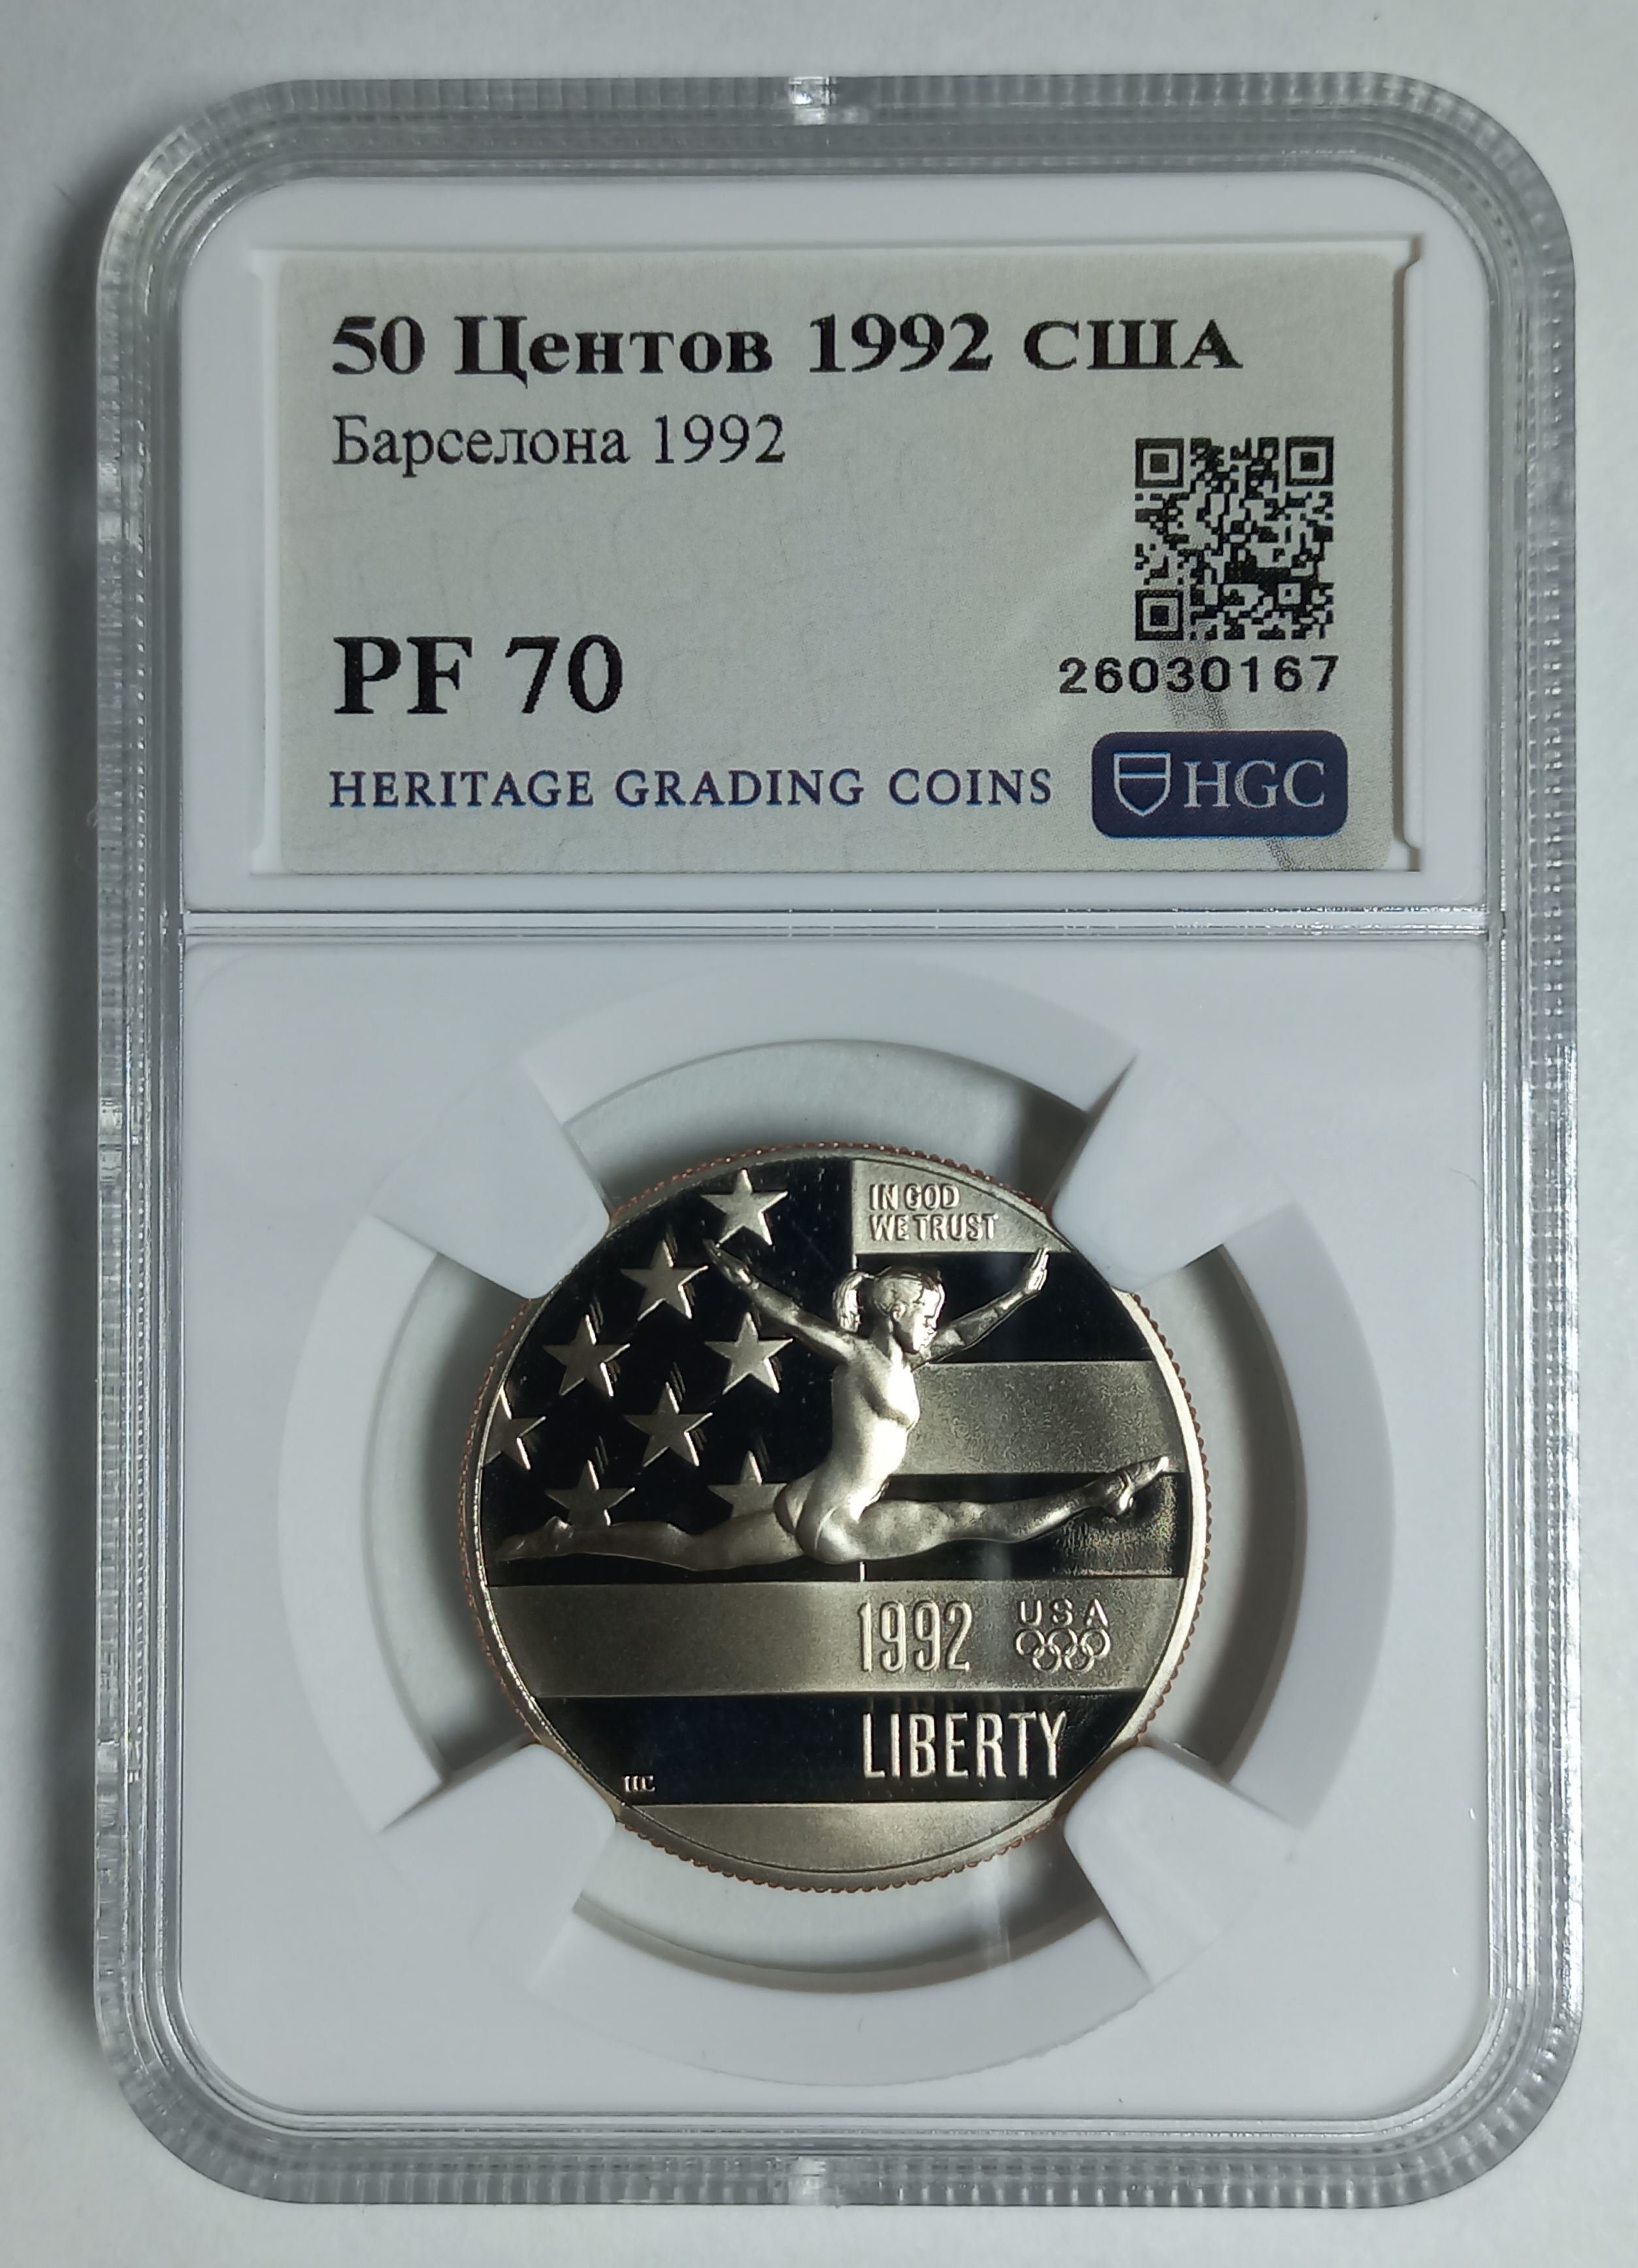 50 Центов 1992 США
Барселона 1992
PF 70
26030167
HERITAGE GRADING COINS
HGC
IN GOD
WE TRUST
1992
USA
LIBERTY